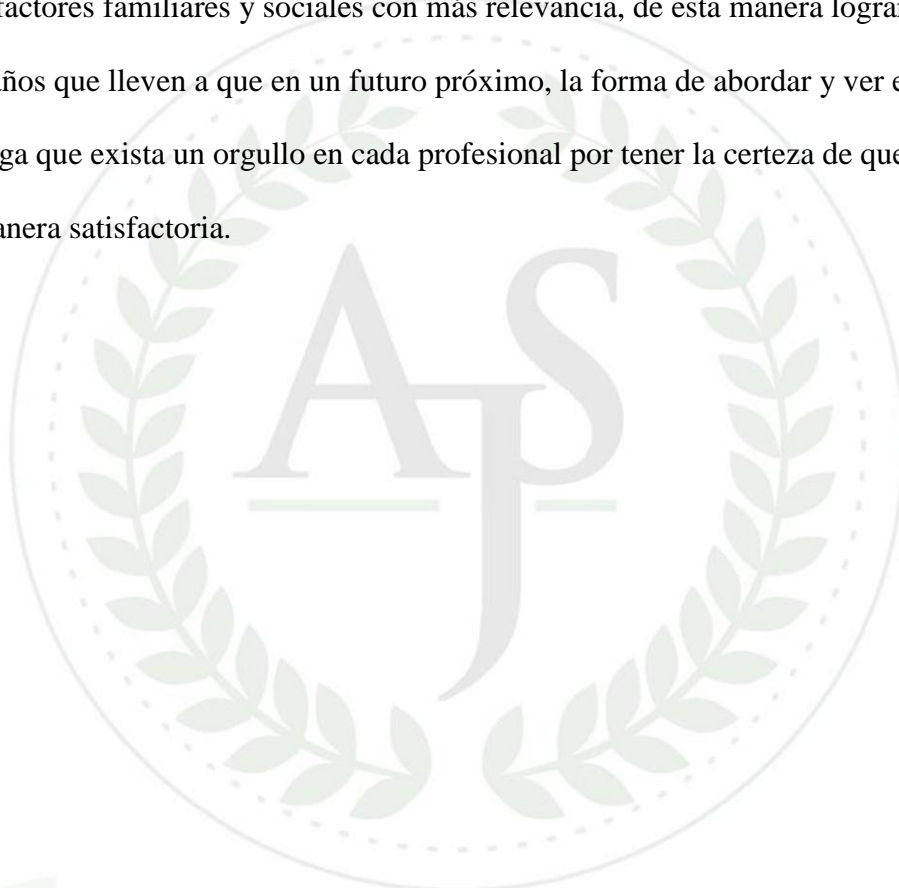 factores familiares y sociales con más relevancia, de esta manera lograr
años que lleven a que en un futuro próximo, la forma de abordar y ver e
ga que exista un orgullo en cada profesional por tener la certeza de que
anera satisfactoria.
AJS